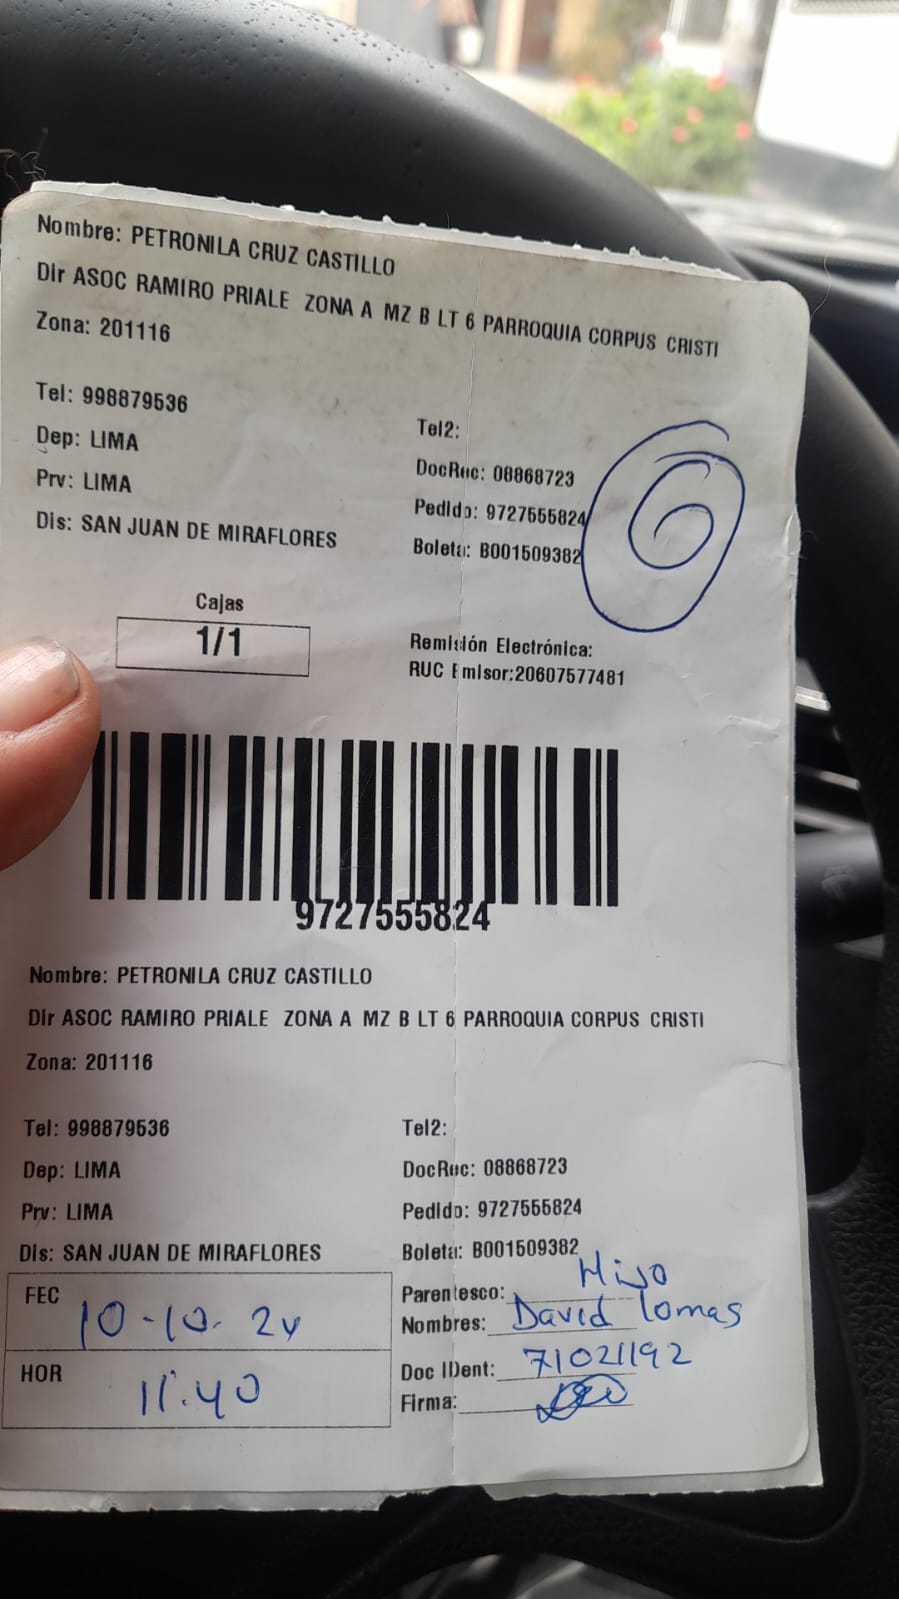 Nombre: PETRONILA CRUZ CASTILLO
Dir ASOC RAMIRO PRIALE ZONA A MZ B LT 6 PARROQUIA CORPUS CRISTI
Zona: 201116
Tel: 998879536
Tel2:
Dep: LIMA
DocRec: 08868723
Prv: LIMA
Pedido: 9727555824
Dis: SAN JUAN DE MIRAFLORES
Boleta: B001509382
6
Cajas
1/1
Remisión Electrónica:
RUC Emisor:20607577481
9727555824
Nombre: PETRONILA CRUZ CASTILLO
Dir ASOC RAMIRO PRIALE ZONA A MZ B LT 6 PARROQUIA CORPUS CRISTI
Zona: 201116
Tel: 998879536
Tel2:
Dep: LIMA
DocRec: 08868723
Prv: LIMA
Pedido: 9727555824
Dis: SAN JUAN DE MIRAFLORES
Boleta: B001509382
FEC 10-10-24
Parentesco: Hijo
Nombres: David Lomas
HOR 11:40
Doc IDent: 71021192
Firma: